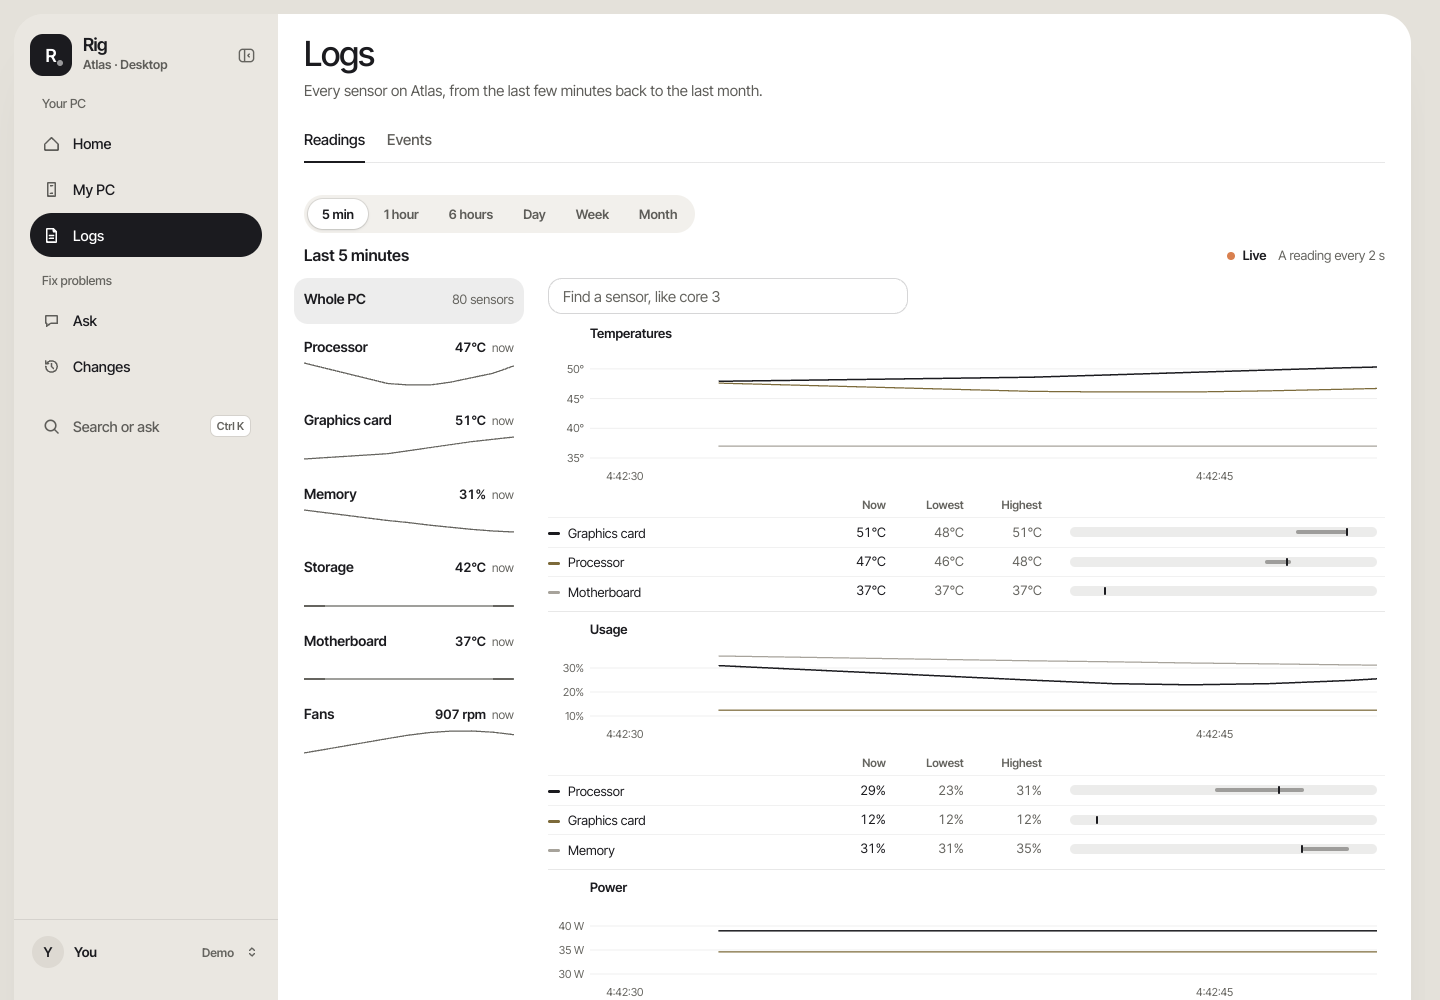 R.
Rig
Atlas · Desktop
Your PC
Home
My PC
Logs
Fix problems
Ask
Changes
Search or ask Ctrl K
Y You Demo
Logs
Every sensor on Atlas, from the last few minutes back to the last month.
Readings Events
5 min 1 hour 6 hours Day Week Month
Last 5 minutes
Live A reading every 2 s
Whole PC 80 sensors
Processor 47°C now
Graphics card 51°C now
Memory 31% now
Storage 42°C now
Motherboard 37°C now
Fans 907 rpm now
Find a sensor, like core 3
Temperatures
50°
45°
40°
35°
4:42:30 4:42:45
Now Lowest Highest
Graphics card 51°C 48°C 51°C
Processor 47°C 46°C 48°C
Motherboard 37°C 37°C 37°C
Usage
30%
20%
10%
4:42:30 4:42:45
Now Lowest Highest
Processor 29% 23% 31%
Graphics card 12% 12% 12%
Memory 31% 31% 35%
Power
40 W
35 W
30 W
4:42:30 4:42:45